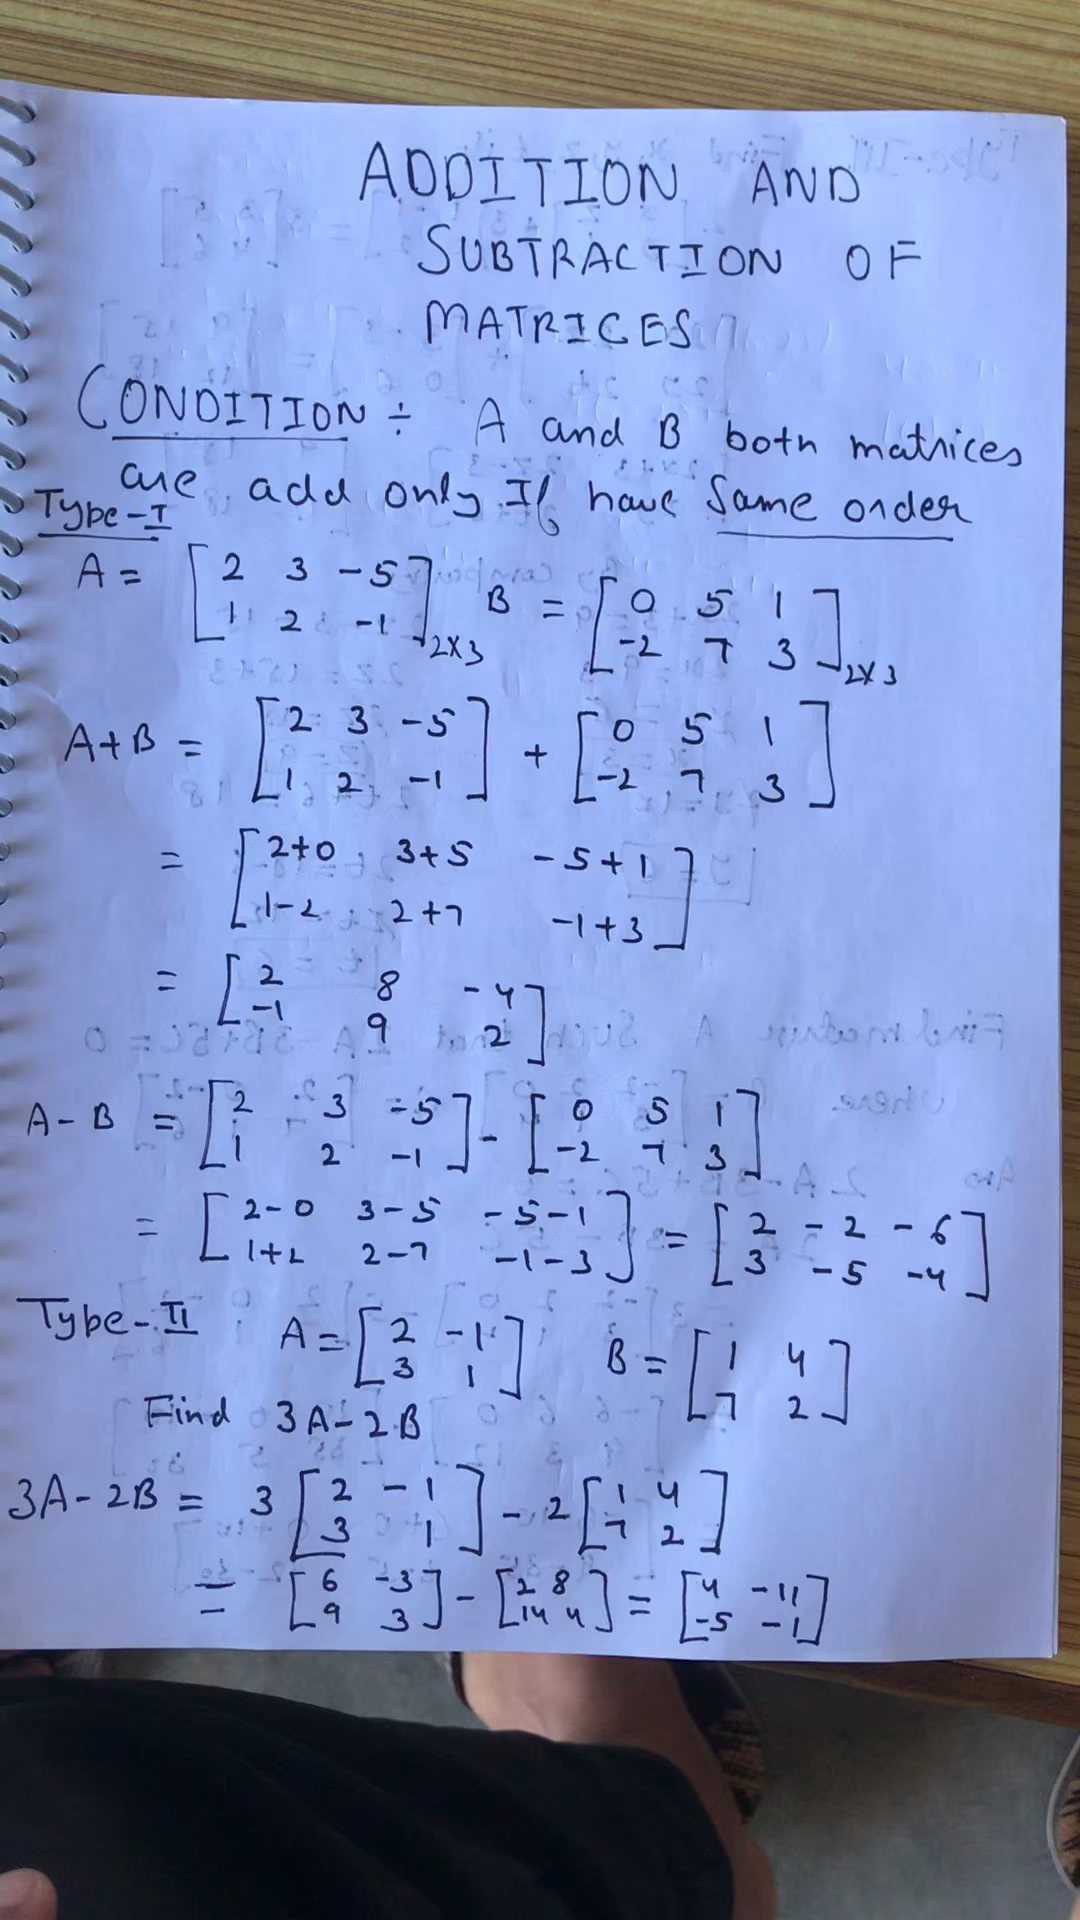 ADDITION AND
SUBTRACTION OF
MATRICES
CONDITION ÷ A and B both matrices
are add only If have Same order
Type-I
A = [2 3 -5
1 2 -1]2x3 B = [0 5 1
-2 7 3]2x3
A+B = [2 3 -5
1 2 -1] + [0 5 1
-2 7 3]
= [2+0 3+5 -5+1
1-2 2+7 -1+3]
= [2 8 -4
-1 9 2]
A-B = [2 3 -5
1 2 -1] - [0 5 1
-2 7 3]
= [2-0 3-5 -5-1
1+2 2-7 -1-3] = [2 -2 -6
3 -5 -4]
Type-II A = [2 -1
3 1] B = [1 4
7 2]
Find 3A-2B
3A-2B = 3 [2 -1
3 1] - 2 [1 4
7 2]
= [6 -3
9 3] - [2 8
14 4] = [4 -11
-5 -1]